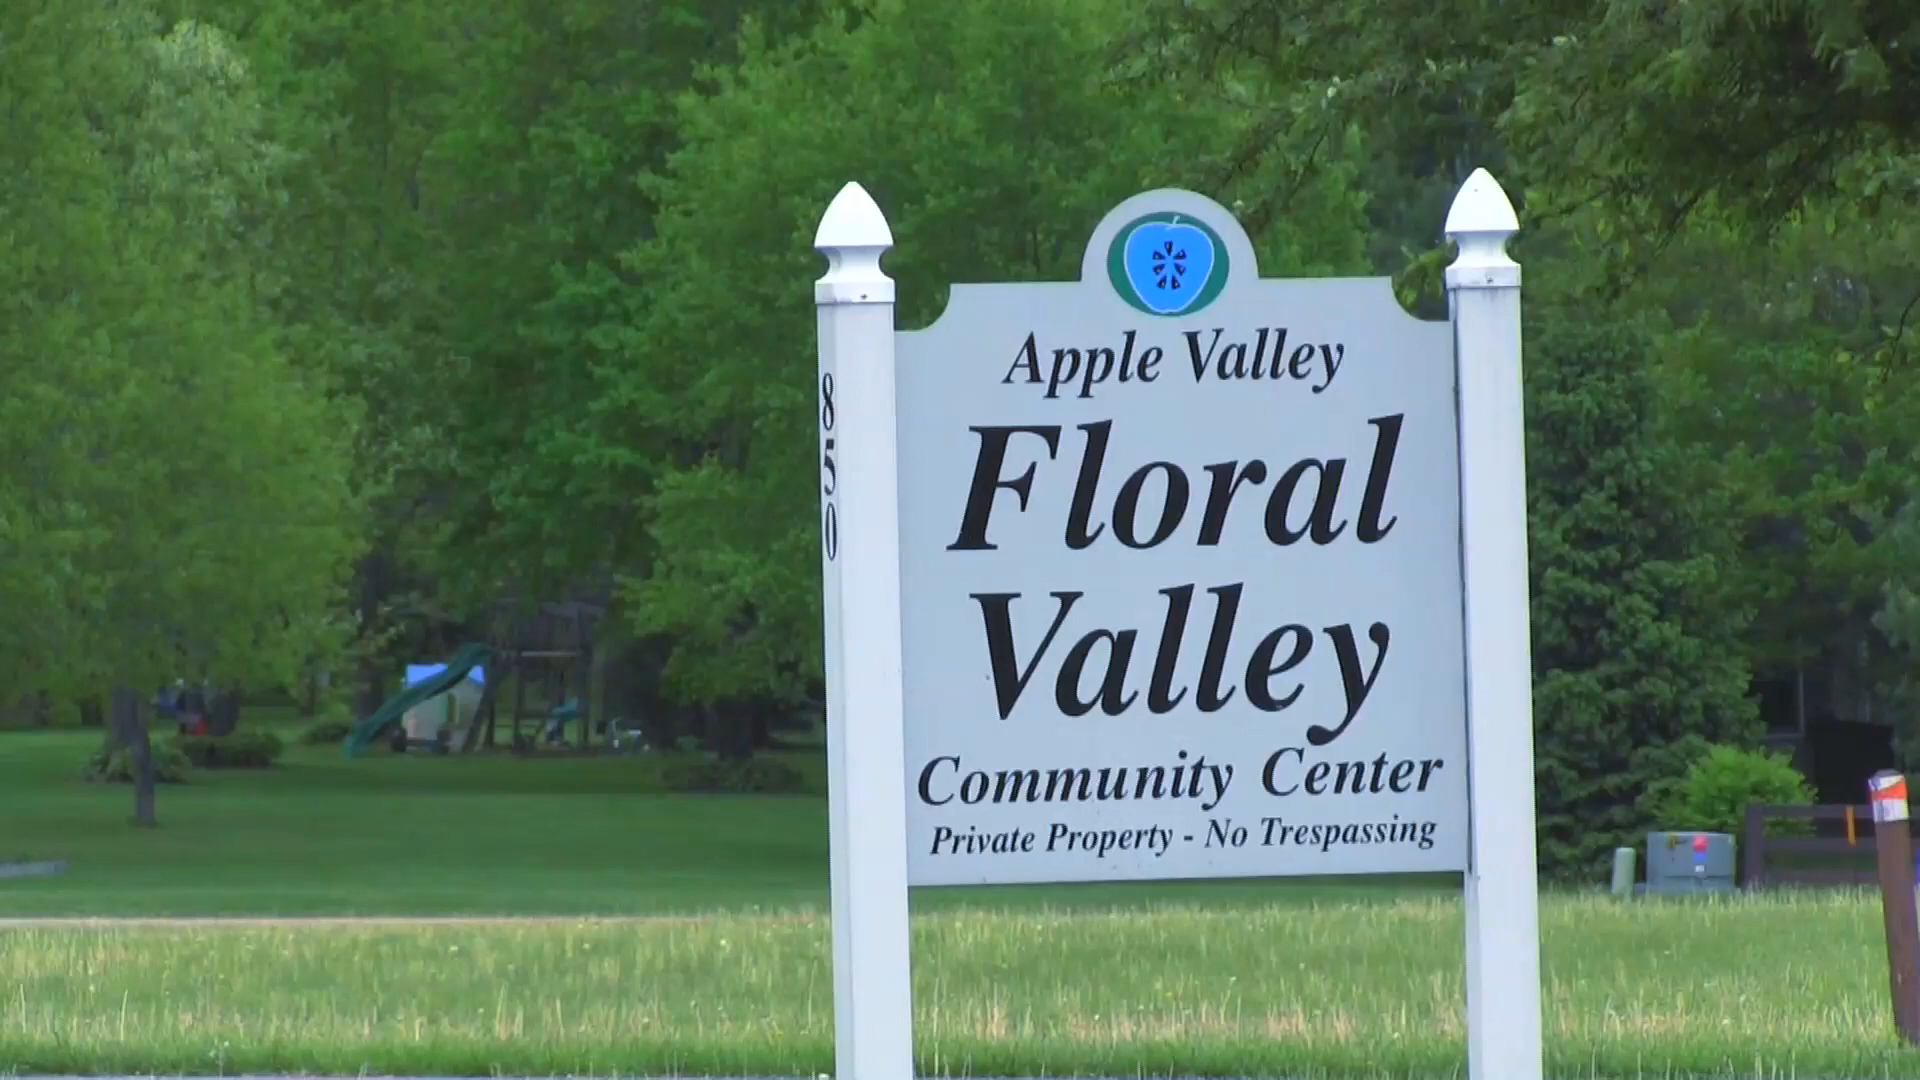 850
Apple Valley
Floral
Valley
Community Center
Private Property - No Trespassing